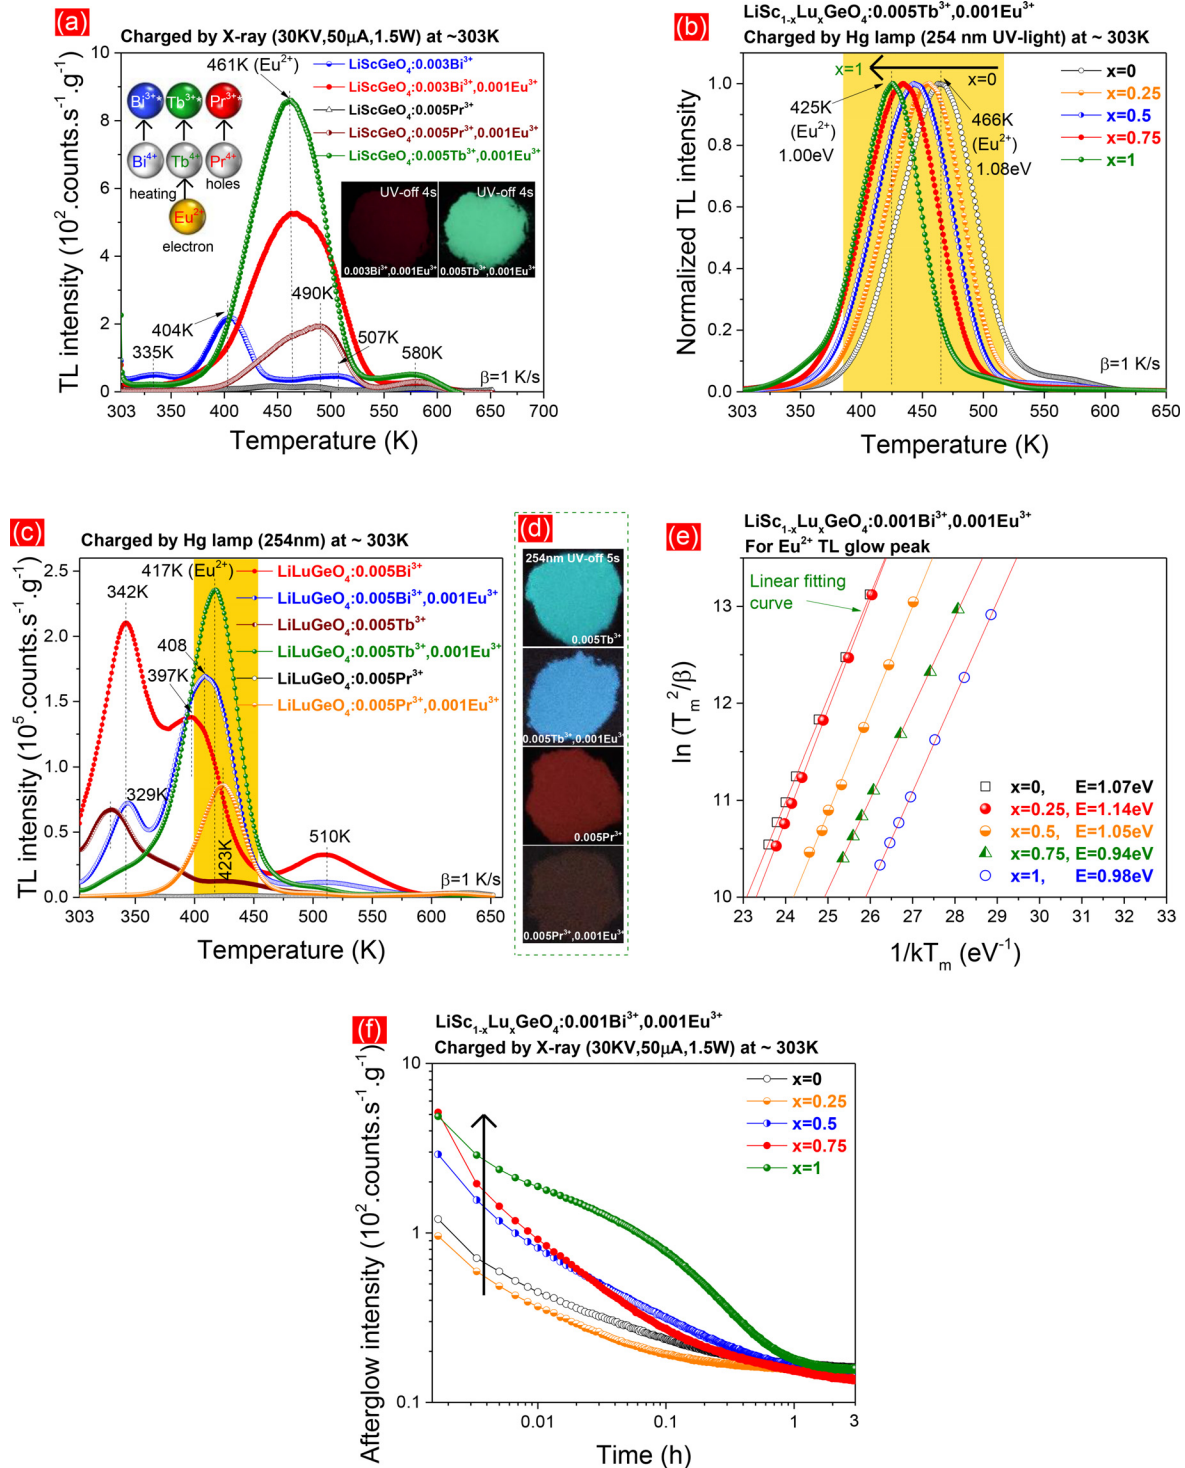 (a)
Charged by X-ray (30KV,50μA,1.5W) at ~303K
461K (Eu²⁺)
LiScGeO₄:0.003Bi³⁺
LiScGeO₄:0.003Bi³⁺,0.001Eu³⁺
LiScGeO₄:0.005Pr³⁺
LiScGeO₄:0.005Pr³⁺,0.001Eu³⁺
LiScGeO₄:0.005Tb³⁺,0.001Eu³⁺
Bi³⁺* Tb³⁺* Pr³⁺*
Bi⁴⁺ Tb⁴⁺ Pr⁴⁺
heating holes
Eu²⁺
electron
UV-off 4s UV-off 4s
0.003Bi³⁺,0.001Eu³⁺ 0.005Tb³⁺,0.001Eu³⁺
490K
404K
335K
507K
580K
β=1 K/s
TL intensity (10².counts.s⁻¹.g⁻¹)
10
8
6
4
2
0
303 350 400 450 500 550 600 650 700
Temperature (K)
(b)
LiSc₁₋ₓLuₓGeO₄:0.005Tb³⁺,0.001Eu³⁺
Charged by Hg lamp (254 nm UV-light) at ~ 303K
x=1
x=0
425K
(Eu²⁺)
1.00eV
466K
(Eu²⁺)
1.08eV
x=0
x=0.25
x=0.5
x=0.75
x=1
β=1 K/s
Normalized TL intensity
1.0
0.8
0.6
0.4
0.2
0.0
303 350 400 450 500 550 600 650
Temperature (K)
(c)
Charged by Hg lamp (254nm) at ~ 303K
417K (Eu²⁺)
342K
408
397K
329K
423K
510K
LiLuGeO₄:0.005Bi³⁺
LiLuGeO₄:0.005Bi³⁺,0.001Eu³⁺
LiLuGeO₄:0.005Tb³⁺
LiLuGeO₄:0.005Tb³⁺,0.001Eu³⁺
LiLuGeO₄:0.005Pr³⁺
LiLuGeO₄:0.005Pr³⁺,0.001Eu³⁺
β=1 K/s
TL intensity (10⁵.counts.s⁻¹.g⁻¹)
2.5
2.0
1.5
1.0
0.5
0.0
303 350 400 450 500 550 600 650
Temperature (K)
(d)
254nm UV-off 5s
0.005Tb³⁺
0.005Tb³⁺,0.001Eu³⁺
0.005Pr³⁺
0.005Pr³⁺,0.001Eu³⁺
(e)
LiSc₁₋ₓLuₓGeO₄:0.001Bi³⁺,0.001Eu³⁺
For Eu²⁺ TL glow peak
Linear fitting
curve
x=0, E=1.07eV
x=0.25, E=1.14eV
x=0.5, E=1.05eV
x=0.75, E=0.94eV
x=1, E=0.98eV
ln (Tₘ²/β)
13
12
11
10
23 24 25 26 27 28 29 30 31 32 33
1/kTₘ (eV⁻¹)
(f)
LiSc₁₋ₓLuₓGeO₄:0.001Bi³⁺,0.001Eu³⁺
Charged by X-ray (30KV,50μA,1.5W) at ~ 303K
x=0
x=0.25
x=0.5
x=0.75
x=1
Afterglow intensity (10².counts.s⁻¹.g⁻¹)
10
1
0.1
0.01 0.1 1 3
Time (h)